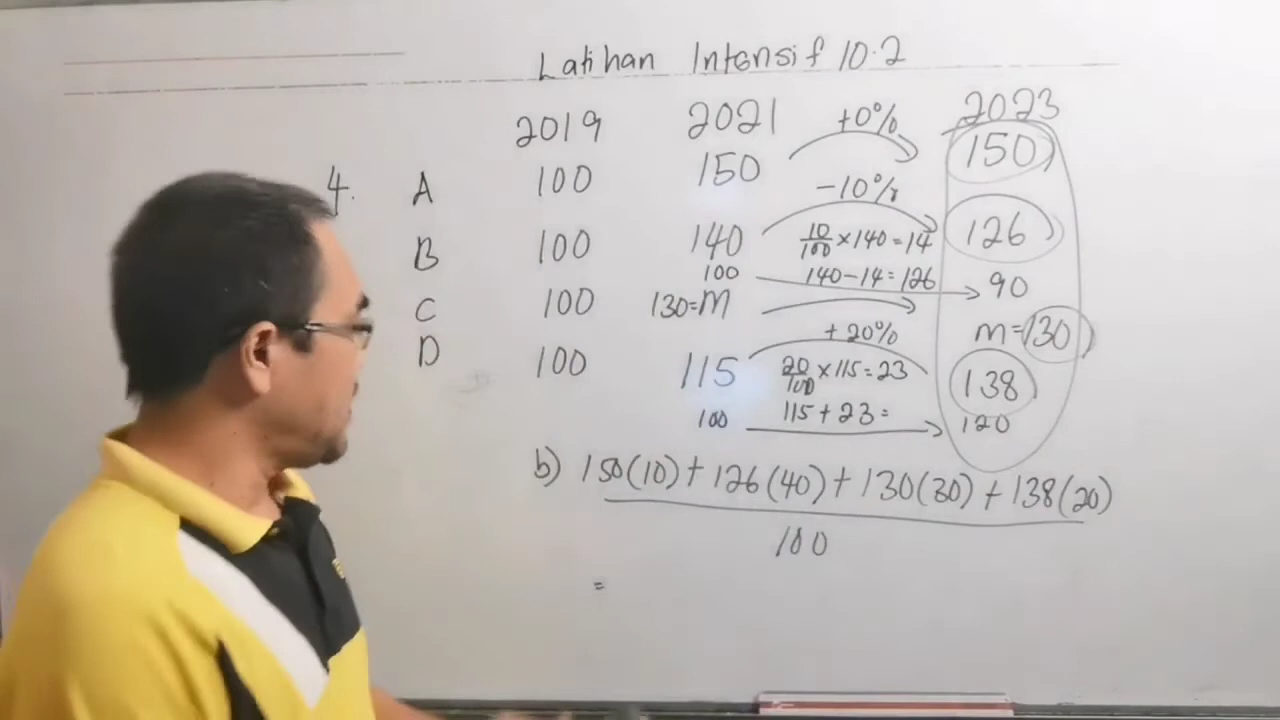 Latihan Intensif 10.2
2019 2021 +0% 2023
4. A 100 150 150
-10%
B 100 140 10/100 ×140=14 126
100 140-14=126 90
C 100 130=m m=130
+20%
D 100 115 20/100 ×115=23 138
100 115+23= 120
b) 150(10)+126(40)+130(30)+138(20)
100
=